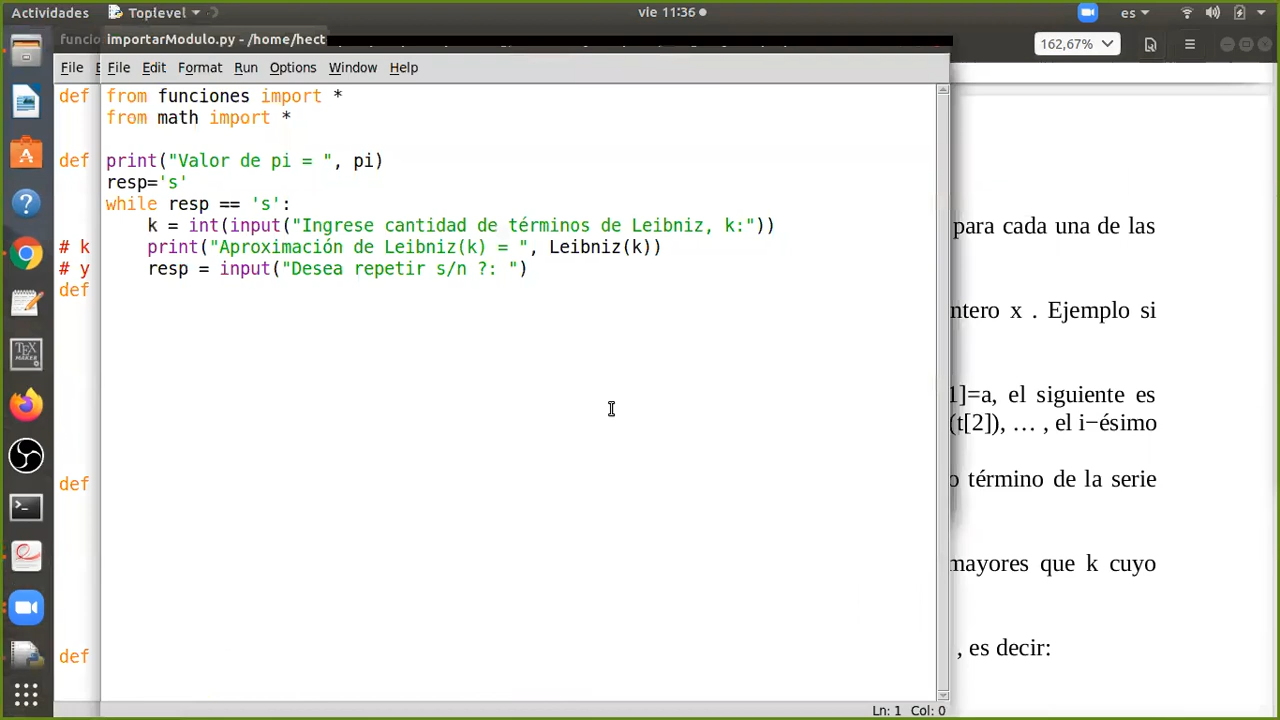 Actividades Toplevel vie 11:36 es
funcio importarModulo.py - /home/hect 162,67%
File File Edit Format Run Options Window Help
def from funciones import *
from math import *
def print("Valor de pi = ", pi)
resp='s'
while resp == 's':
k = int(input("Ingrese cantidad de términos de Leibniz, k:"))
# k print("Aproximación de Leibniz(k) = ", Leibniz(k))
# y resp = input("Desea repetir s/n ?: ")
def
def
def
para cada una de las
ntero x . Ejemplo si
1]=a, el siguiente es
(t[2]), … , el i−ésimo
o término de la serie
mayores que k cuyo
, es decir:
Ln: 1 Col: 0